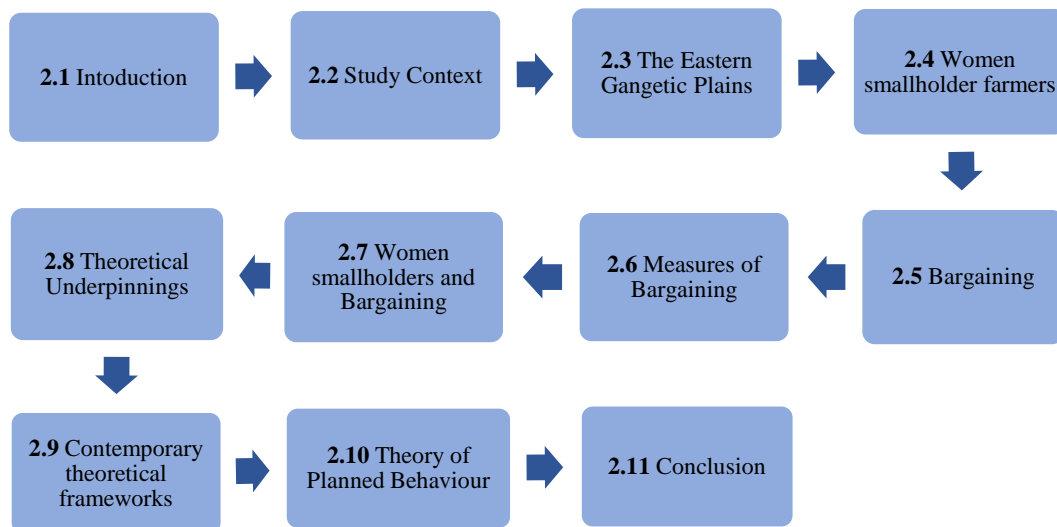 2.1 Intoduction
2.2 Study Context
2.3 The Eastern
Gangetic Plains
2.4 Women
smallholder farmers
2.5 Bargaining
2.6 Measures of
Bargaining
2.7 Women
smallholders and
Bargaining
2.8 Theoretical
Underpinnings
2.9 Contemporary
theoretical
frameworks
2.10 Theory of
Planned Behaviour
2.11 Conclusion